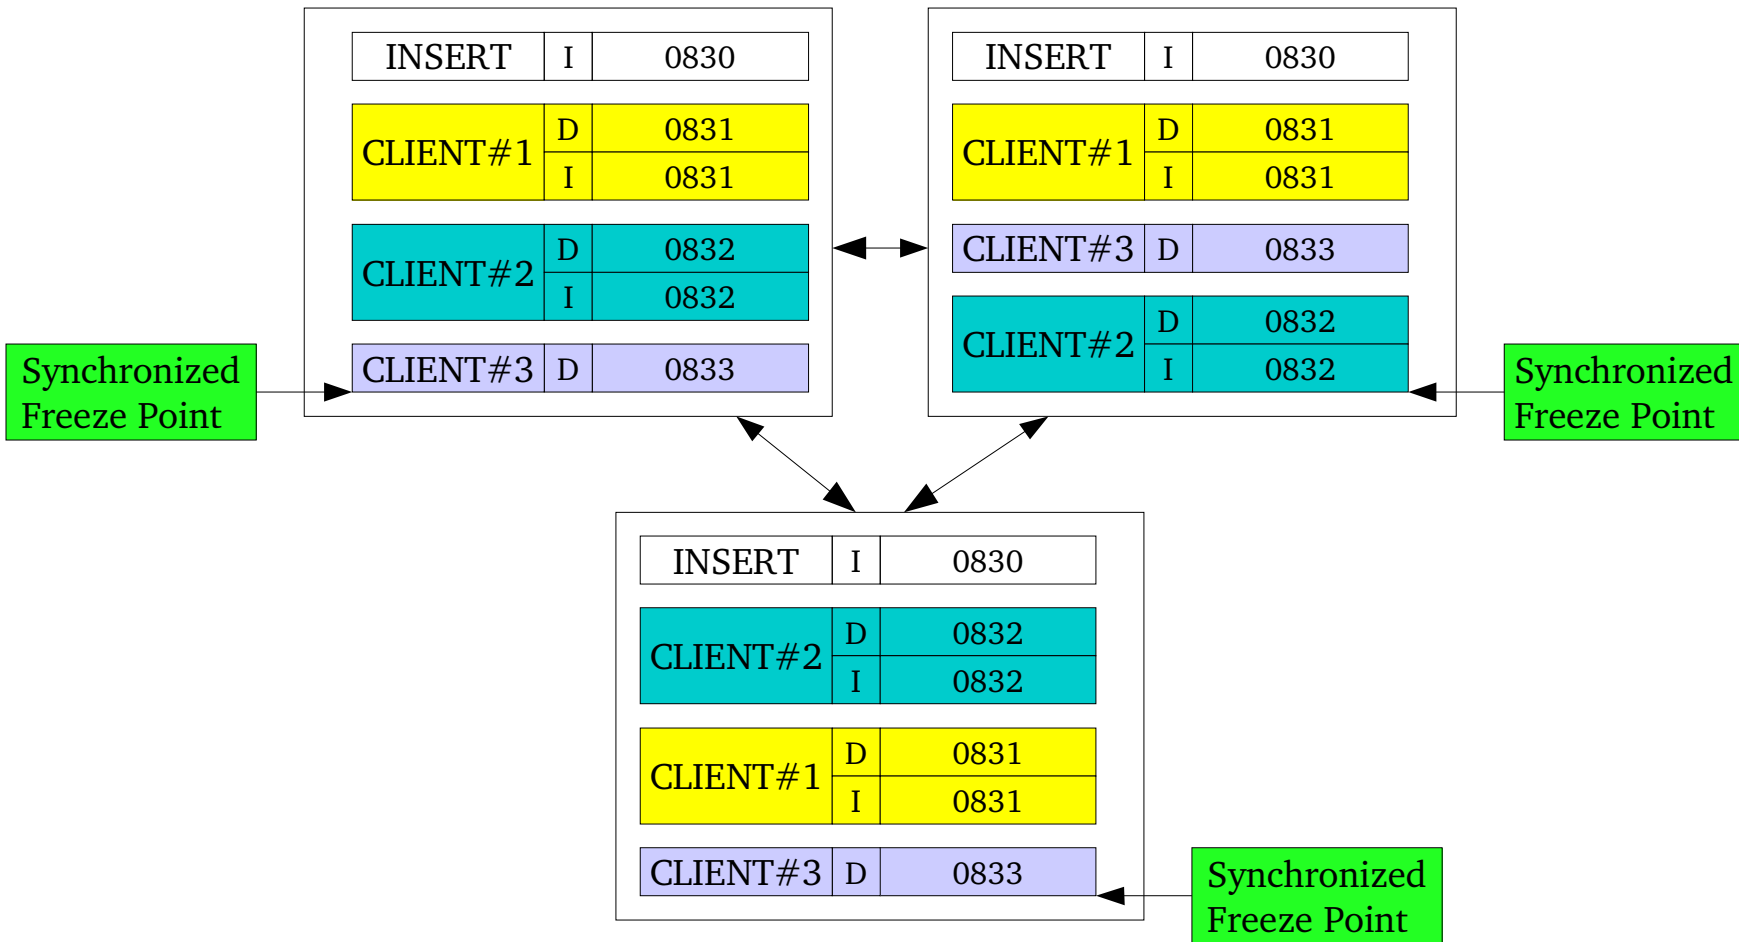 INSERT I 0830
CLIENT#1 D 0831
I 0831
CLIENT#2 D 0832
I 0832
CLIENT#3 D 0833
Synchronized
Freeze Point
INSERT I 0830
CLIENT#1 D 0831
I 0831
CLIENT#3 D 0833
CLIENT#2 D 0832
I 0832
Synchronized
Freeze Point
INSERT I 0830
CLIENT#2 D 0832
I 0832
CLIENT#1 D 0831
I 0831
CLIENT#3 D 0833
Synchronized
Freeze Point